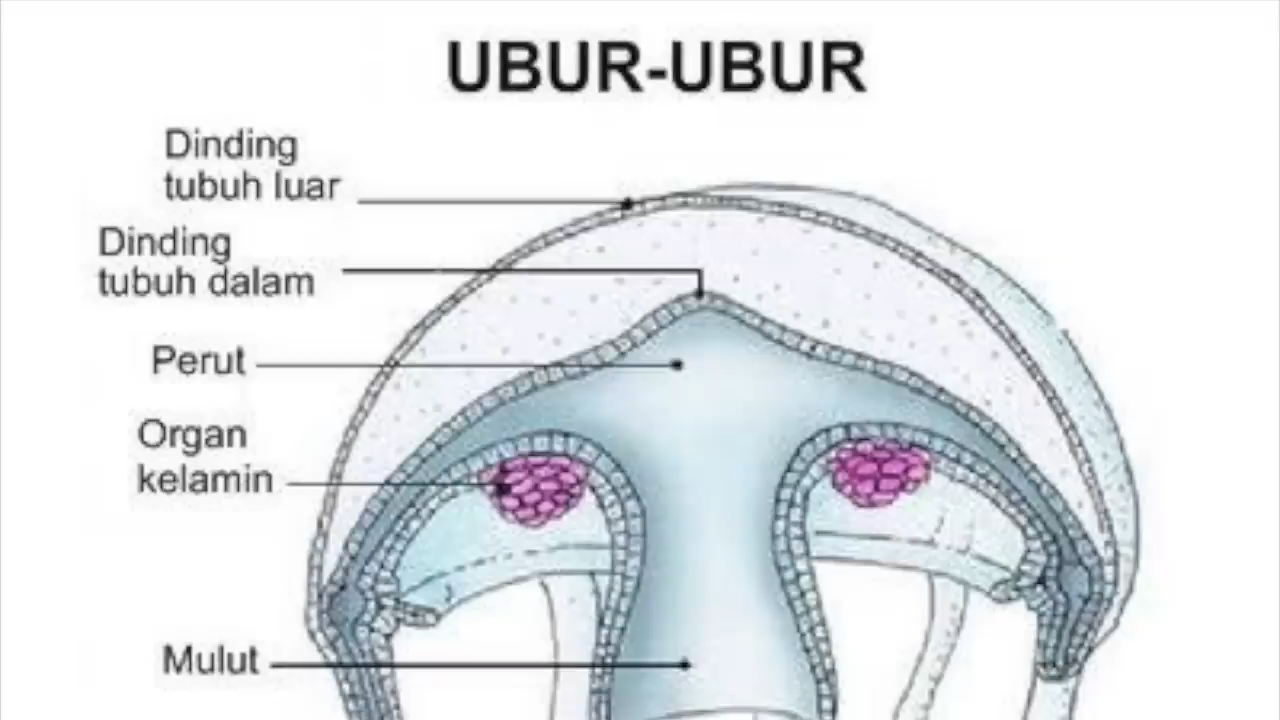 UBUR-UBUR
Dinding
tubuh luar
Dinding
tubuh dalam
Perut
Organ
kelamin
Mulut